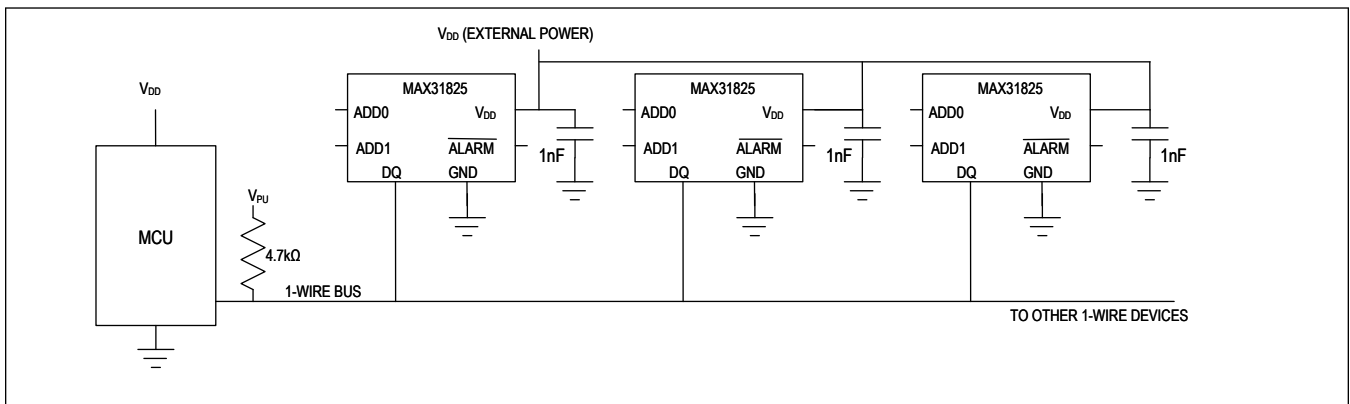 VDD (EXTERNAL POWER)
VDD
MAX31825
MAX31825
MAX31825
ADD0
VDD
ADD0
VDD
ADD0
VDD
ADD1
ALARM
1nF
ADD1
ALARM
1nF
ADD1
ALARM
1nF
DQ
GND
DQ
GND
DQ
GND
VPU
MCU
4.7kΩ
1-WIRE BUS
TO OTHER 1-WIRE DEVICES